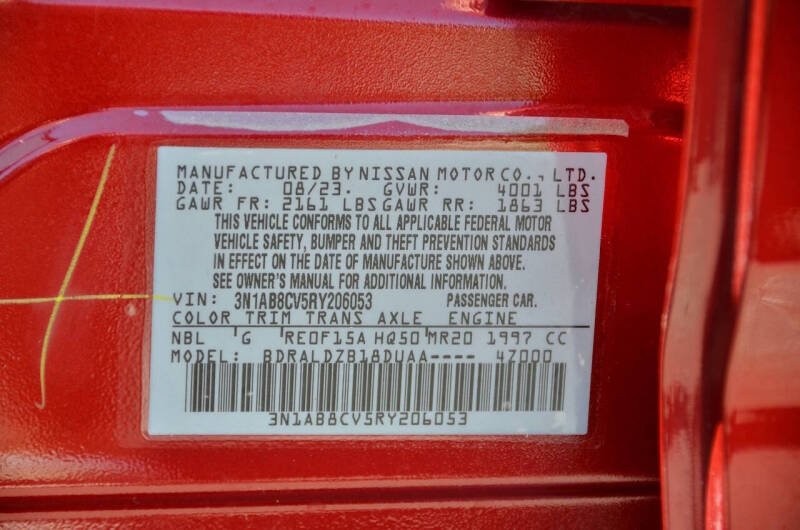 MANUFACTURED BY NISSAN MOTOR CO., LTD.
DATE: 08/23. GVWR: 4001 LBS
GAWR FR: 2161 LBS GAWR RR: 1863 LBS
THIS VEHICLE CONFORMS TO ALL APPLICABLE FEDERAL MOTOR
VEHICLE SAFETY, BUMPER AND THEFT PREVENTION STANDARDS
IN EFFECT ON THE DATE OF MANUFACTURE SHOWN ABOVE.
SEE OWNER'S MANUAL FOR ADDITIONAL INFORMATION.
VIN: 3N1AB8CV5RY206053 PASSENGER CAR.
COLOR TRIM TRANS AXLE ENGINE
NBL G RE0F15A HQ50 MR20 1997 CC
MODEL: BDRALDZB18DUAA---- 4Z000
3N1AB8CV5RY206053